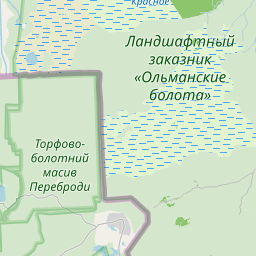 Красное
Ландшафтный
заказник
«Ольманские
болота»
Торфово-
болотний
масив
Переброди